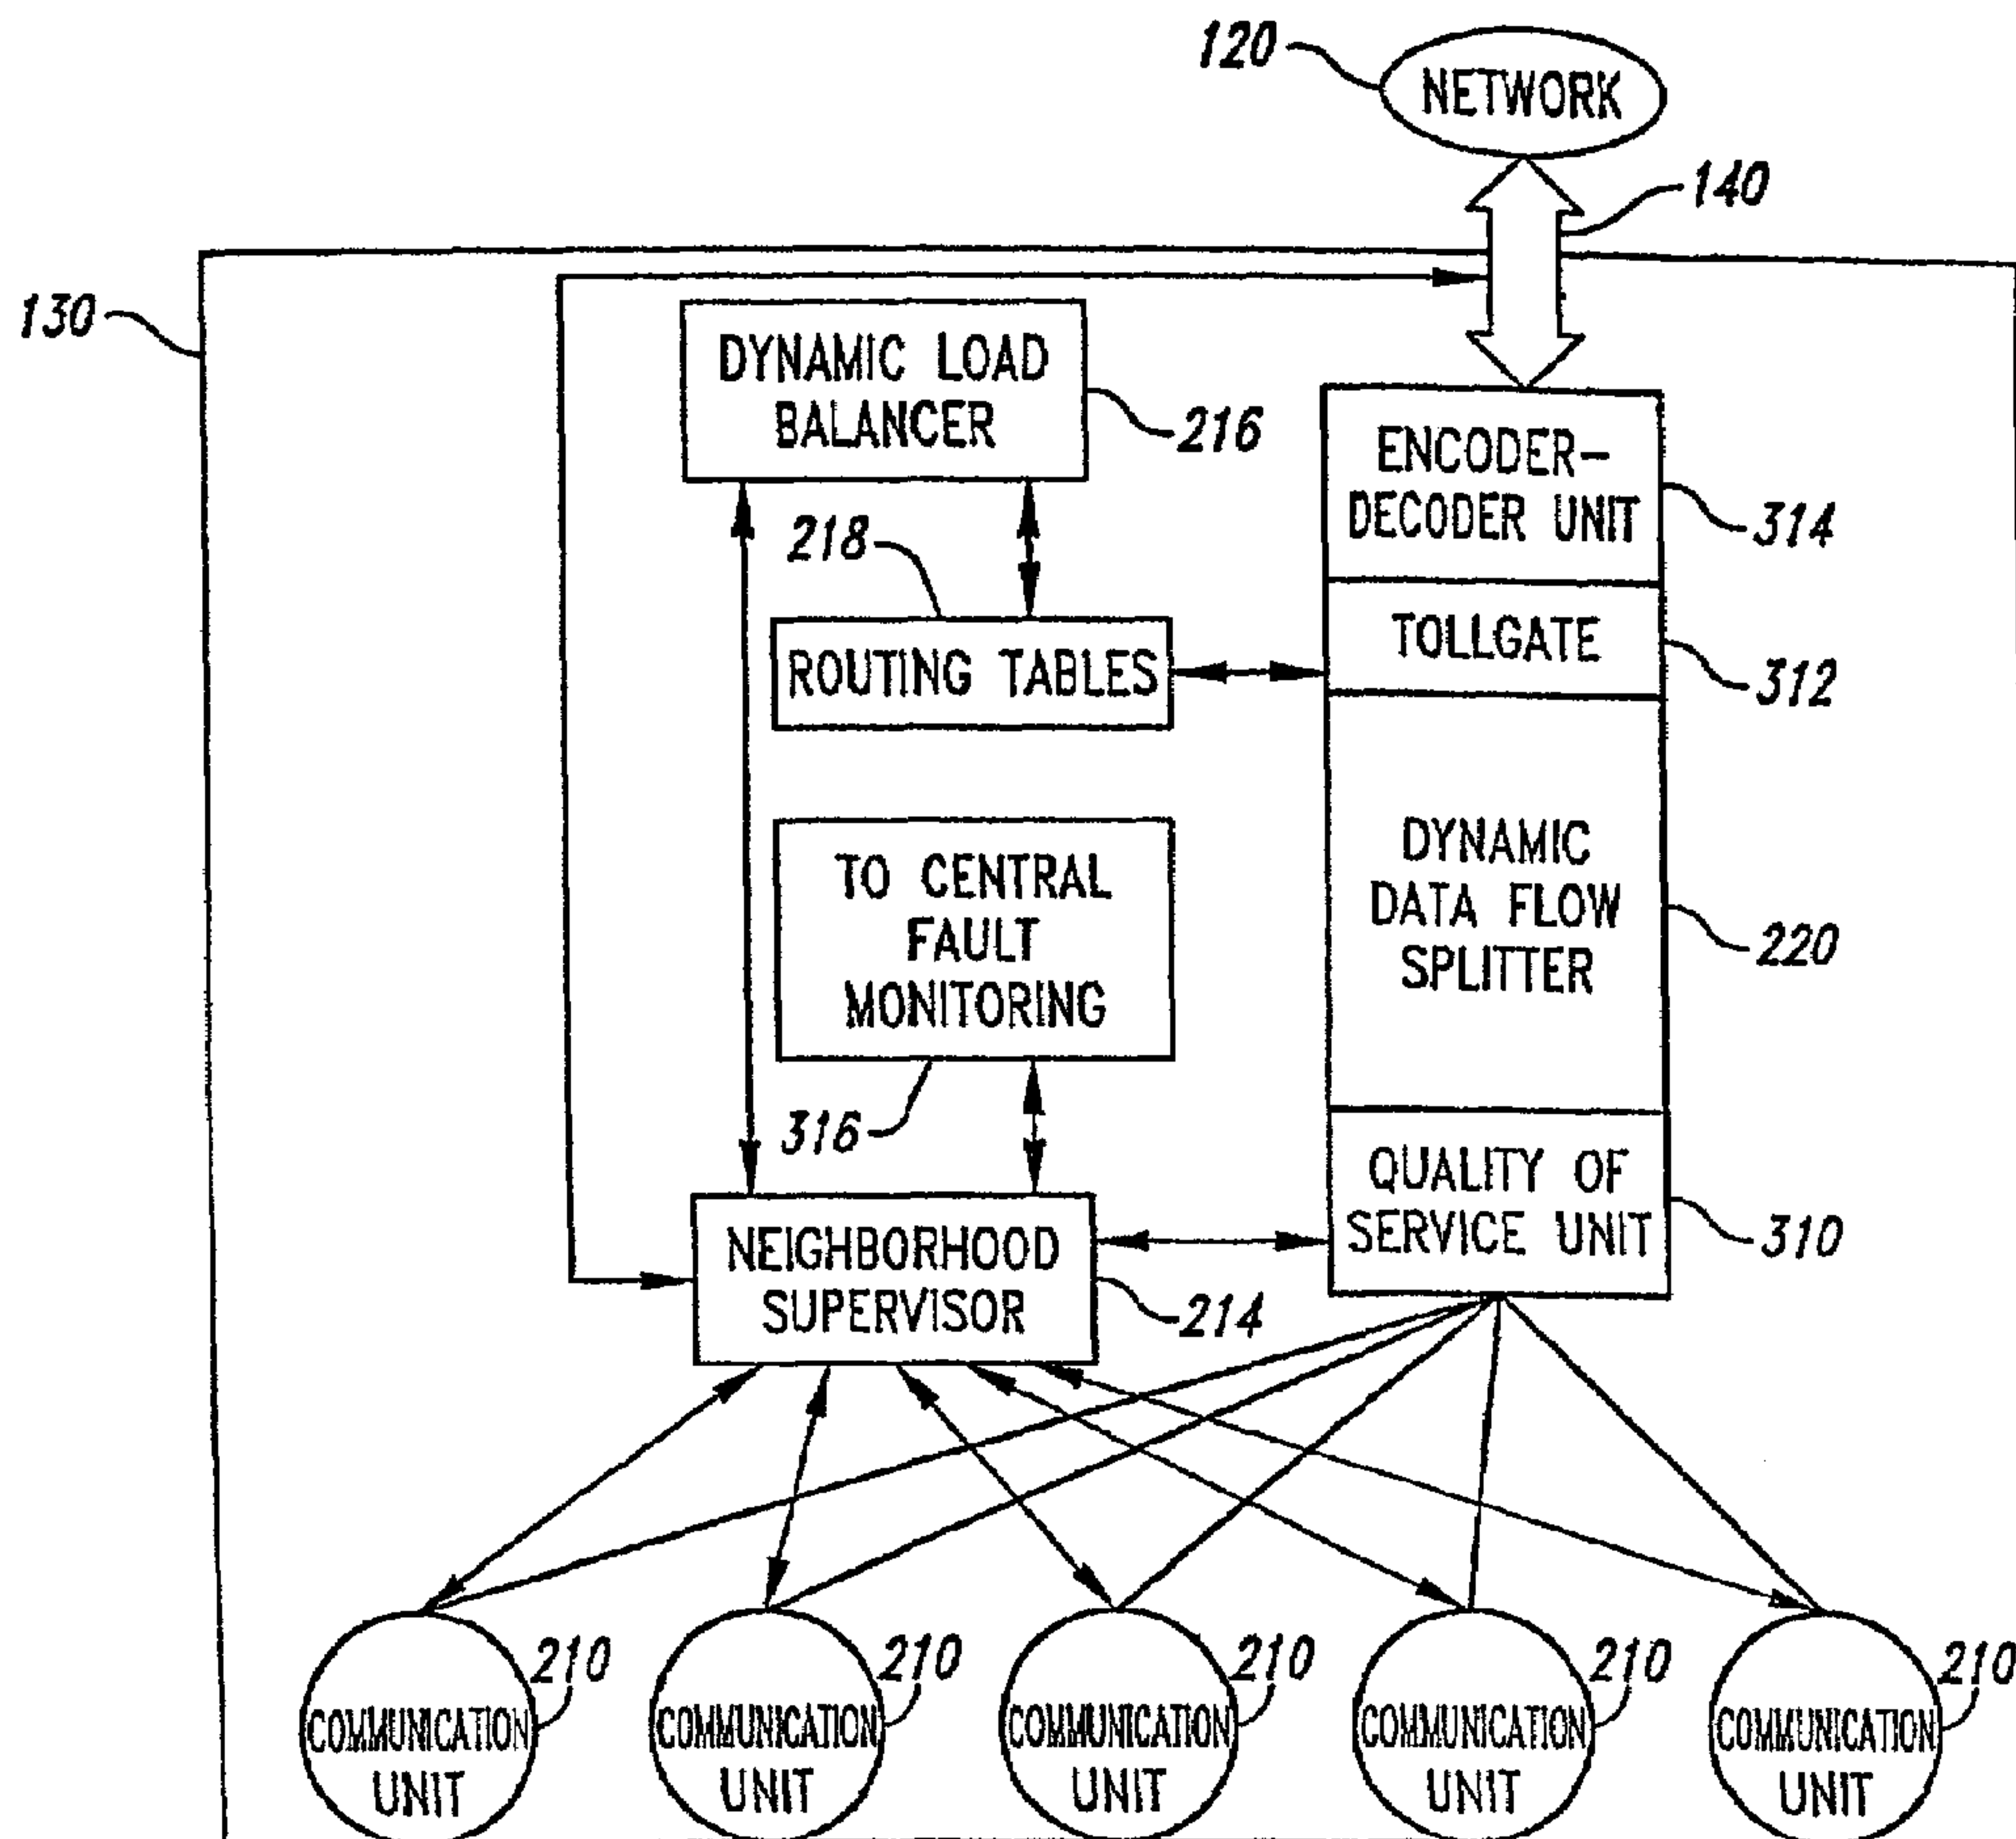 120
NETWORK
140
130
DYNAMIC LOAD
BALANCER
216
ENCODER–
DECODER UNIT
314
218
TOLLGATE
312
ROUTING TABLES
DYNAMIC
DATA FLOW
SPLITTER
220
TO CENTRAL
FAULT
MONITORING
316
QUALITY OF
SERVICE UNIT
310
NEIGHBORHOOD
SUPERVISOR
214
210
COMMUNICATION
UNIT
210
COMMUNICATION
UNIT
210
COMMUNICATION
UNIT
210
COMMUNICATION
UNIT
210
COMMUNICATION
UNIT